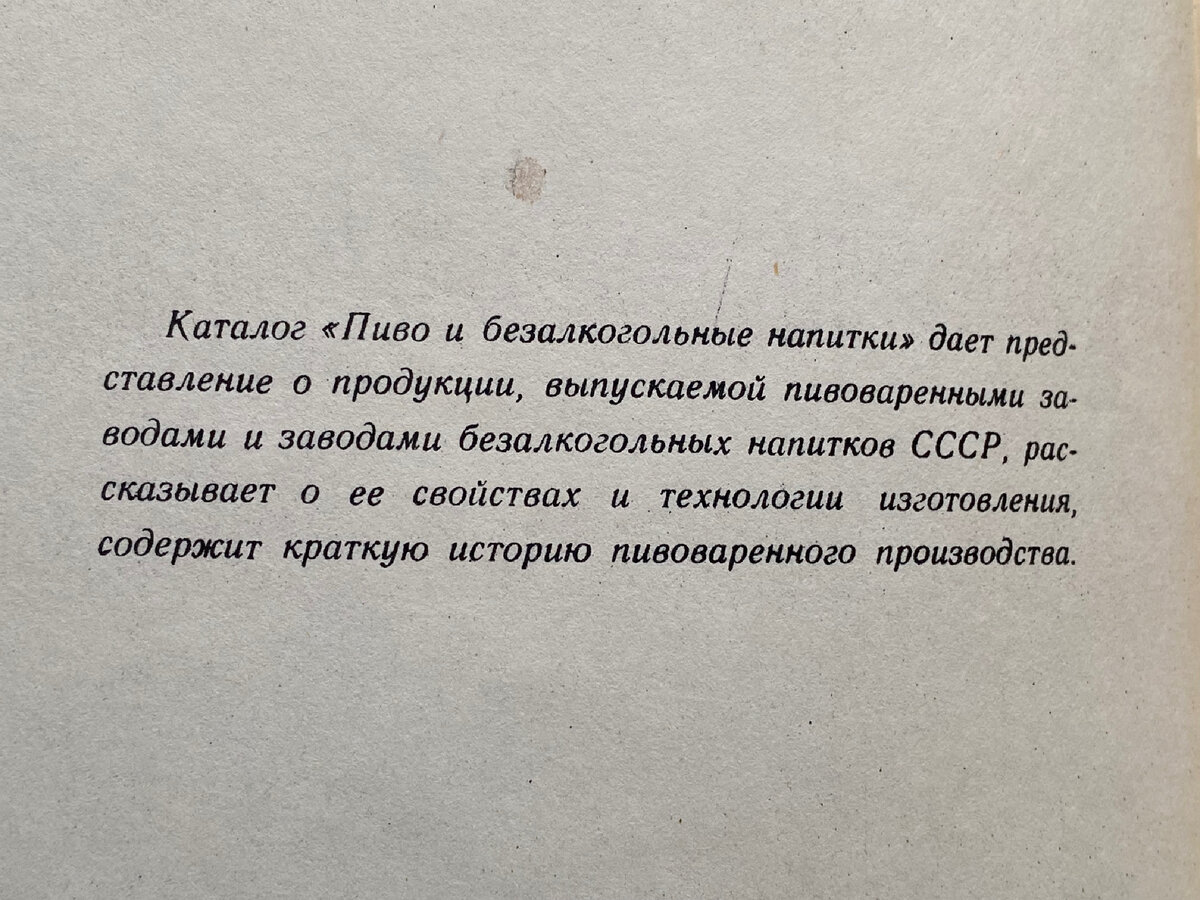 Каталог «Пиво и безалкогольные напитки» дает пред-
ставление о продукции, выпускаемой пивоваренными за-
водами и заводами безалкогольных напитков СССР, рас-
сказывает о ее свойствах и технологии изготовления,
содержит краткую историю пивоваренного производства.